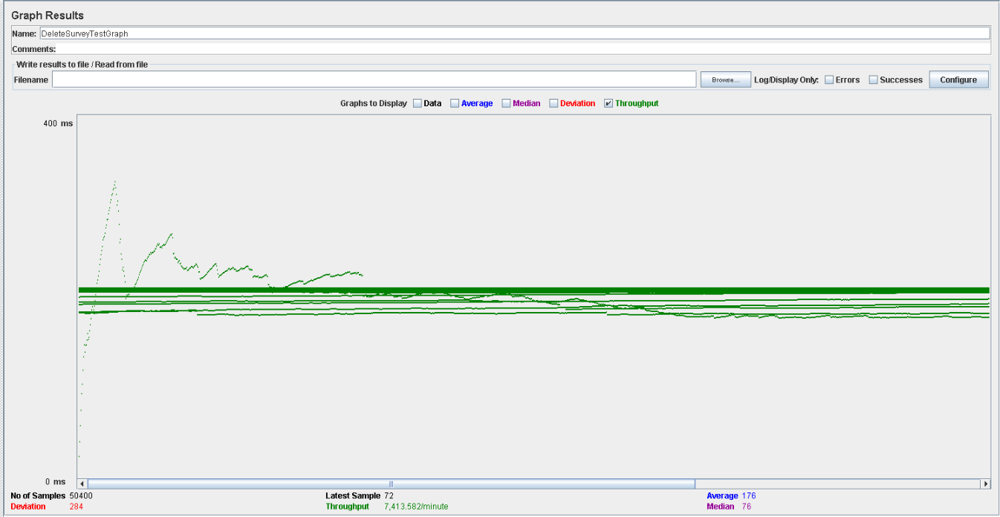 Graph Results
Name: DeleteSurveyTestGraph
Comments:
Write results to file / Read from file
Filename Browse... Log/Display Only: Errors Successes Configure
Graphs to Display Data Average Median Deviation Throughput
400 ms
0 ms
No of Samples 50400 Latest Sample 72 Average 176
Deviation 284 Throughput 7,413.582/minute Median 76